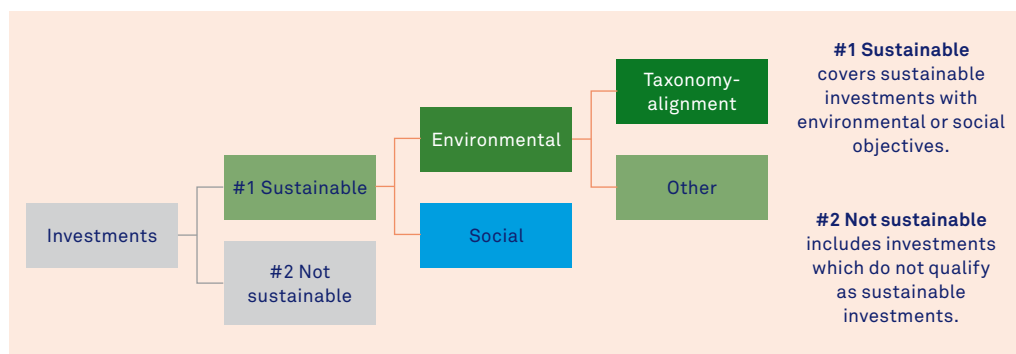 Investments
#1 Sustainable
#2 Not
sustainable
Environmental
Social
Taxonomy-
alignment
Other
#1 Sustainable
covers sustainable
investments with
environmental or social
objectives.
#2 Not sustainable
includes investments
which do not qualify
as sustainable
investments.